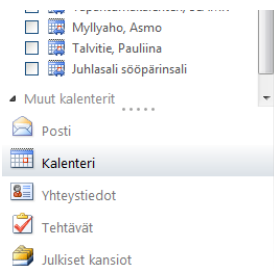 Myllyaho, Asmo
Talvitie, Pauliina
Juhlasali sööpärinsali
Muut kalenterit
Posti
Kalenteri
Yhteystiedot
Tehtävät
Julkiset kansiot